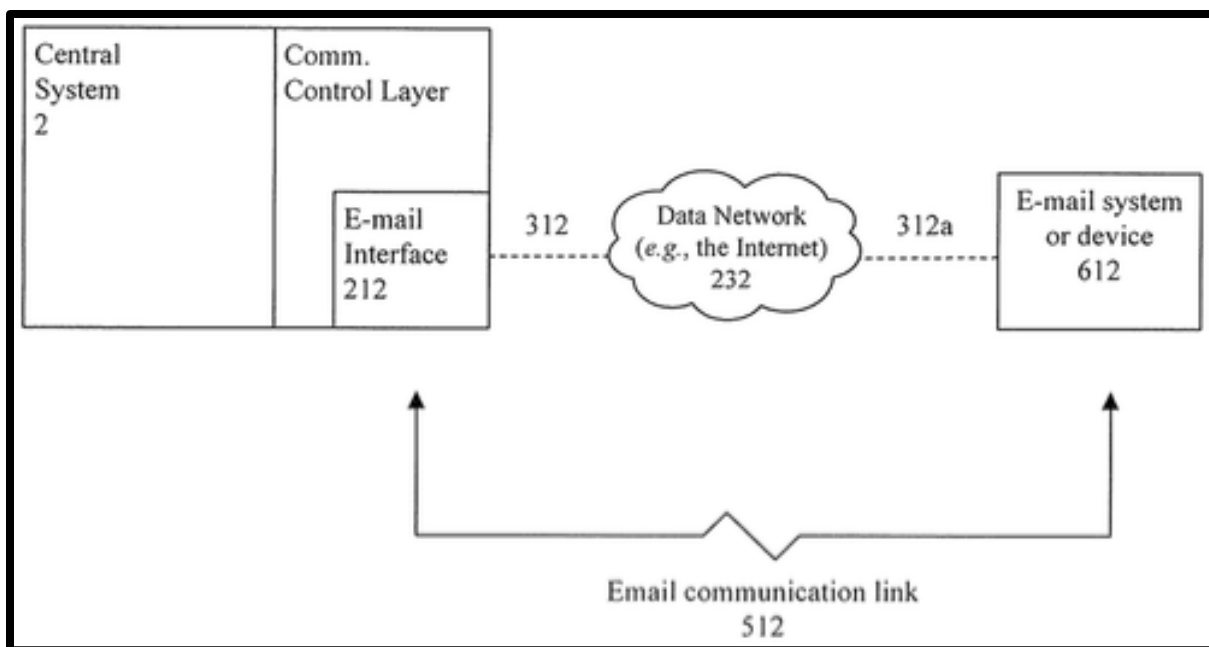 Central
System
2
Comm.
Control Layer
E-mail
Interface
212
312
Data Network
(e.g., the Internet)
232
312a
E-mail system
or device
612
Email communication link
512